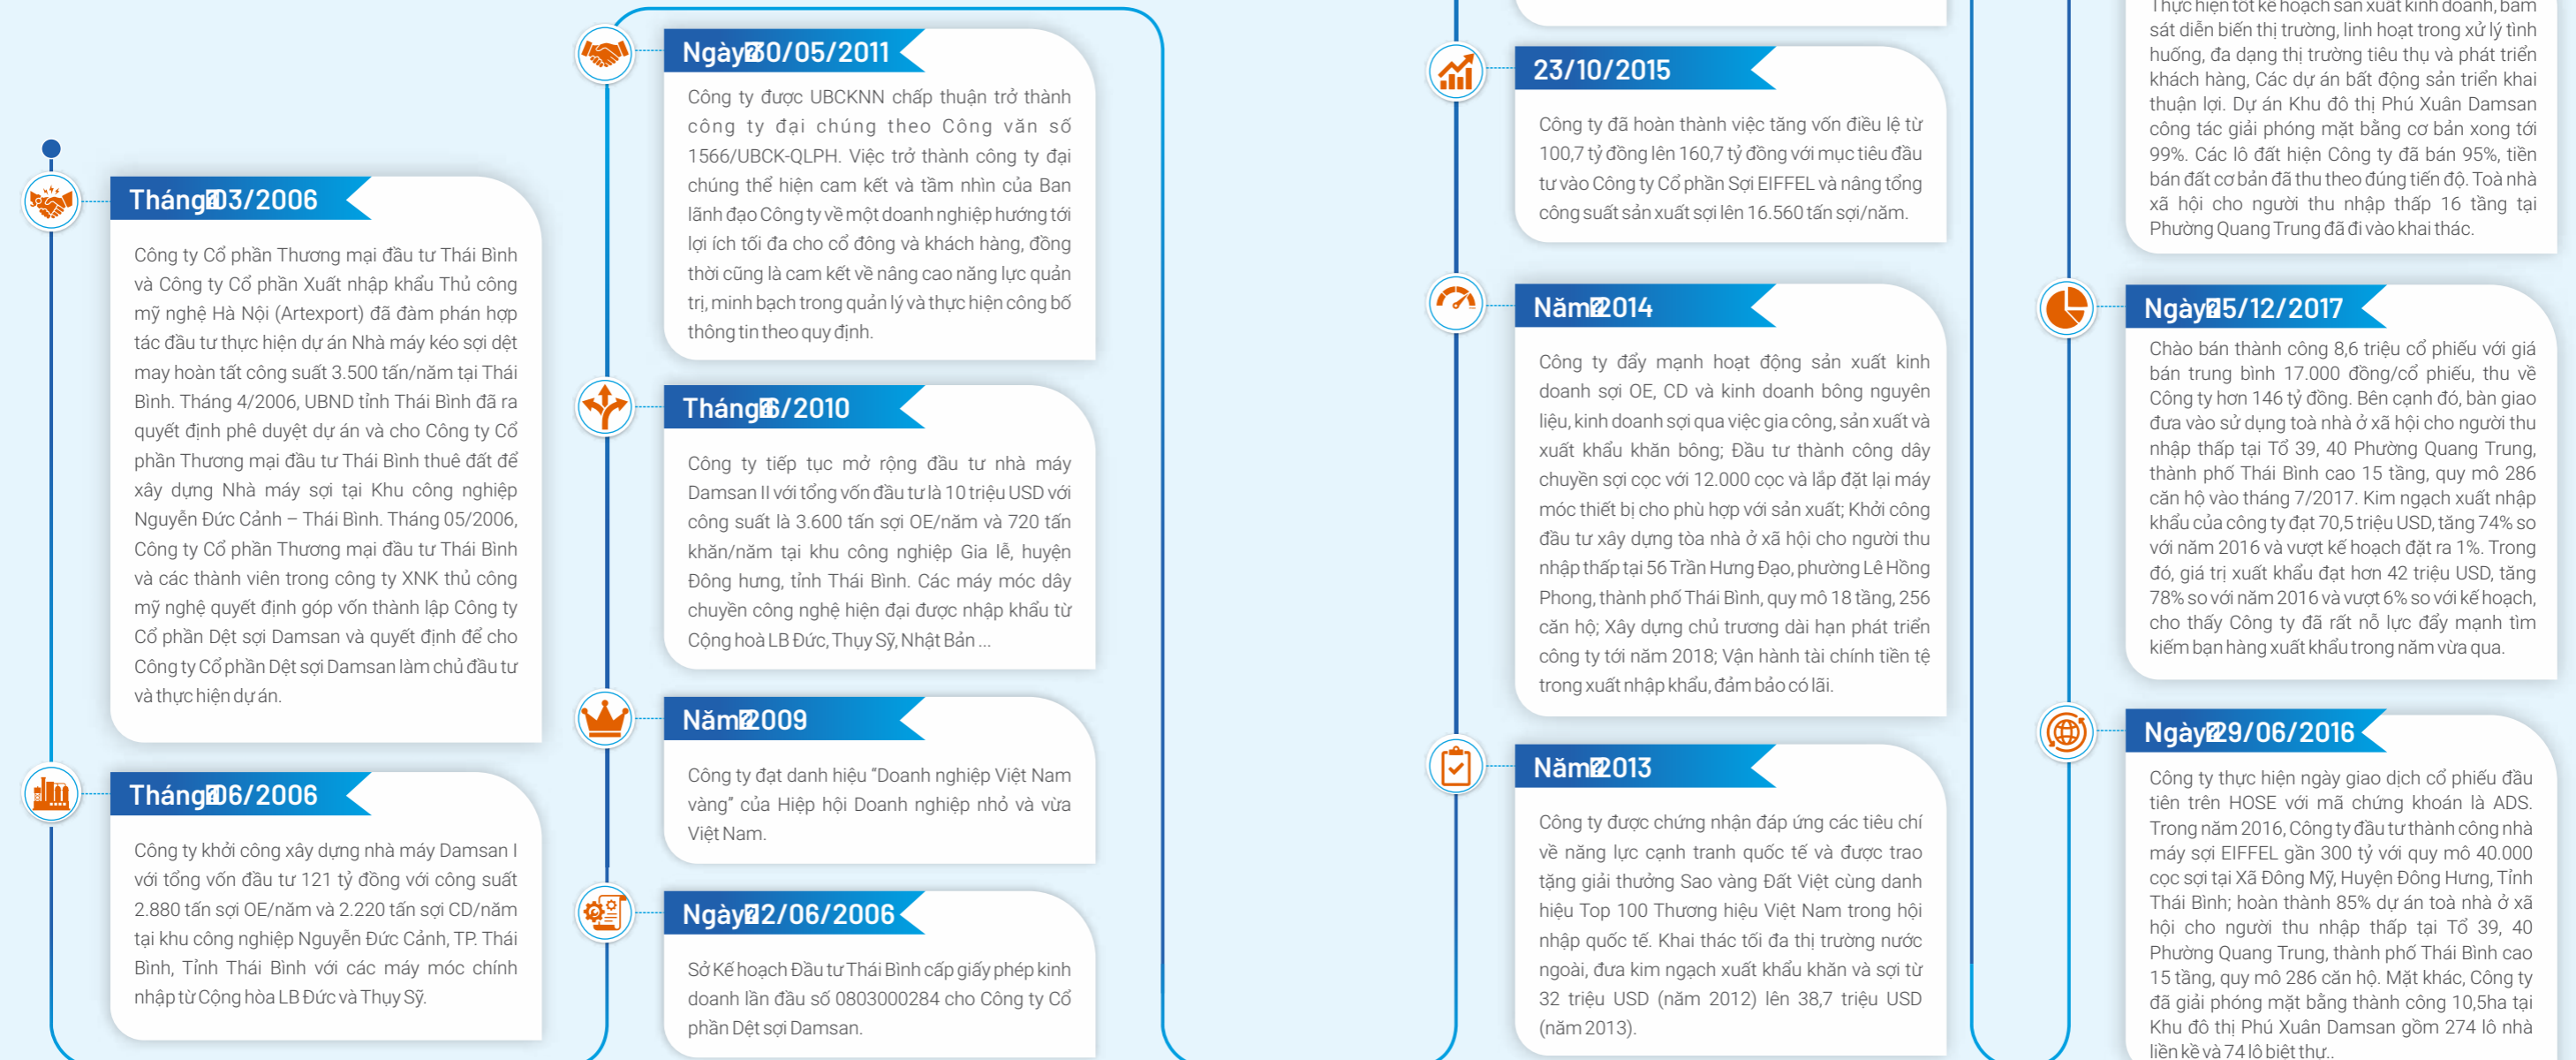 Tháng 03/2006
Công ty Cổ phần Thương mại đầu tư Thái Bình
và Công ty Cổ phần Xuất nhập khẩu Thủ công
mỹ nghệ Hà Nội (Artexport) đã đàm phán hợp
tác đầu tư thực hiện dự án Nhà máy kéo sợi dệt
may hoàn tất công suất 3.500 tấn/năm tại Thái
Bình. Tháng 4/2006, UBND tỉnh Thái Bình đã ra
quyết định phê duyệt dự án và cho Công ty Cổ
phần Thương mại đầu tư Thái Bình thuê đất để
xây dựng Nhà máy sợi tại Khu công nghiệp
Nguyễn Đức Cảnh – Thái Bình. Tháng 05/2006,
Công ty Cổ phần Thương mại đầu tư Thái Bình
và các thành viên trong công ty XNK thủ công
mỹ nghệ quyết định góp vốn thành lập Công ty
Cổ phần Dệt sợi Damsan và quyết định để cho
Công ty Cổ phần Dệt sợi Damsan làm chủ đầu tư
và thực hiện dự án.
Tháng 06/2006
Công ty khởi công xây dựng nhà máy Damsan I
với tổng vốn đầu tư 121 tỷ đồng với công suất
2.880 tấn sợi OE/năm và 2.220 tấn sợi CD/năm
tại khu công nghiệp Nguyễn Đức Cảnh, TP. Thái
Bình, Tỉnh Thái Bình với các máy móc chính
nhập từ Cộng hòa LB Đức và Thụy Sỹ.
Ngày 30/05/2011
Công ty được UBCKNN chấp thuận trở thành
công ty đại chúng theo Công văn số
1566/UBCK-QLPH. Việc trở thành công ty đại
chúng thể hiện cam kết và tầm nhìn của Ban
lãnh đạo Công ty về một doanh nghiệp hướng tới
lợi ích tối đa cho cổ đông và khách hàng, đồng
thời cũng là cam kết về nâng cao năng lực quản
trị, minh bạch trong quản lý và thực hiện công bố
thông tin theo quy định.
Tháng 6/2010
Công ty tiếp tục mở rộng đầu tư nhà máy
Damsan II với tổng vốn đầu tư là 10 triệu USD với
công suất là 3.600 tấn sợi OE/năm và 720 tấn
khăn/năm tại khu công nghiệp Gia lễ, huyện
Đông hưng, tỉnh Thái Bình. Các máy móc dây
chuyền công nghệ hiện đại được nhập khẩu từ
Cộng hoà LB Đức, Thụy Sỹ, Nhật Bản ...
Năm 2009
Công ty đạt danh hiệu "Doanh nghiệp Việt Nam
vàng" của Hiệp hội Doanh nghiệp nhỏ và vừa
Việt Nam.
Ngày 2/06/2006
Sở Kế hoạch Đầu tư Thái Bình cấp giấy phép kinh
doanh lần đầu số 0803000284 cho Công ty Cổ
phần Dệt sợi Damsan.
23/10/2015
Công ty đã hoàn thành việc tăng vốn điều lệ từ
100,7 tỷ đồng lên 160,7 tỷ đồng với mục tiêu đầu
tư vào Công ty Cổ phần Sợi EIFFEL và nâng tổng
công suất sản xuất sợi lên 16.560 tấn sợi/năm.
Năm 2014
Công ty đẩy mạnh hoạt động sản xuất kinh
doanh sợi OE, CD và kinh doanh bông nguyên
liệu, kinh doanh sợi qua việc gia công, sản xuất và
xuất khẩu khăn bông; Đầu tư thành công dây
chuyền sợi cọc với 12.000 cọc và lắp đặt lại máy
móc thiết bị cho phù hợp với sản xuất; Khởi công
đầu tư xây dựng tòa nhà ở xã hội cho người thu
nhập thấp tại 56 Trần Hưng Đạo, phường Lê Hồng
Phong, thành phố Thái Bình, quy mô 18 tầng, 256
căn hộ; Xây dựng chủ trương dài hạn phát triển
công ty tới năm 2018; Vận hành tài chính tiền tệ
trong xuất nhập khẩu, đảm bảo có lãi.
Năm 2013
Công ty được chứng nhận đáp ứng các tiêu chí
về năng lực cạnh tranh quốc tế và được trao
tặng giải thưởng Sao vàng Đất Việt cùng danh
hiệu Top 100 Thương hiệu Việt Nam trong hội
nhập quốc tế. Khai thác tối đa thị trường nước
ngoài, đưa kim ngạch xuất khẩu khăn và sợi từ
32 triệu USD (năm 2012) lên 38,7 triệu USD
(năm 2013).
Thực hiện tốt kế hoạch sản xuất kinh doanh, bám
sát diễn biến thị trường, linh hoạt trong xử lý tình
huống, đa dạng thị trường tiêu thụ và phát triển
khách hàng, Các dự án bất động sản triển khai
thuận lợi. Dự án Khu đô thị Phú Xuân Damsan
công tác giải phóng mặt bằng cơ bản xong tới
99%. Các lô đất hiện Công ty đã bán 95%, tiền
bán đất cơ bản đã thu theo đúng tiến độ. Toà nhà
xã hội cho người thu nhập thấp 16 tầng tại
Phường Quang Trung đã đi vào khai thác.
Ngày 5/12/2017
Chào bán thành công 8,6 triệu cổ phiếu với giá
bán trung bình 17.000 đồng/cổ phiếu, thu về
Công ty hơn 146 tỷ đồng. Bên cạnh đó, bàn giao
đưa vào sử dụng toà nhà ở xã hội cho người thu
nhập thấp tại Tổ 39, 40 Phường Quang Trung,
thành phố Thái Bình cao 15 tầng, quy mô 286
căn hộ vào tháng 7/2017. Kim ngạch xuất nhập
khẩu của công ty đạt 70,5 triệu USD, tăng 74% so
với năm 2016 và vượt kế hoạch đặt ra 1%. Trong
đó, giá trị xuất khẩu đạt hơn 42 triệu USD, tăng
78% so với năm 2016 và vượt 6% so với kế hoạch,
cho thấy Công ty đã rất nỗ lực đẩy mạnh tìm
kiếm bạn hàng xuất khẩu trong năm vừa qua.
Ngày 29/06/2016
Công ty thực hiện ngày giao dịch cổ phiếu đầu
tiên trên HOSE với mã chứng khoán là ADS.
Trong năm 2016, Công ty đầu tư thành công nhà
máy sợi EIFFEL gần 300 tỷ với quy mô 40.000
cọc sợi tại Xã Đông Mỹ, Huyện Đông Hưng, Tỉnh
Thái Bình; hoàn thành 85% dự án toà nhà ở xã
hội cho người thu nhập thấp tại Tổ 39, 40
Phường Quang Trung, thành phố Thái Bình cao
15 tầng, quy mô 286 căn hộ. Mặt khác, Công ty
đã giải phóng mặt bằng thành công 10,5ha tại
Khu đô thị Phú Xuân Damsan gồm 274 lô nhà
liền kề và 74 lô biệt thự..